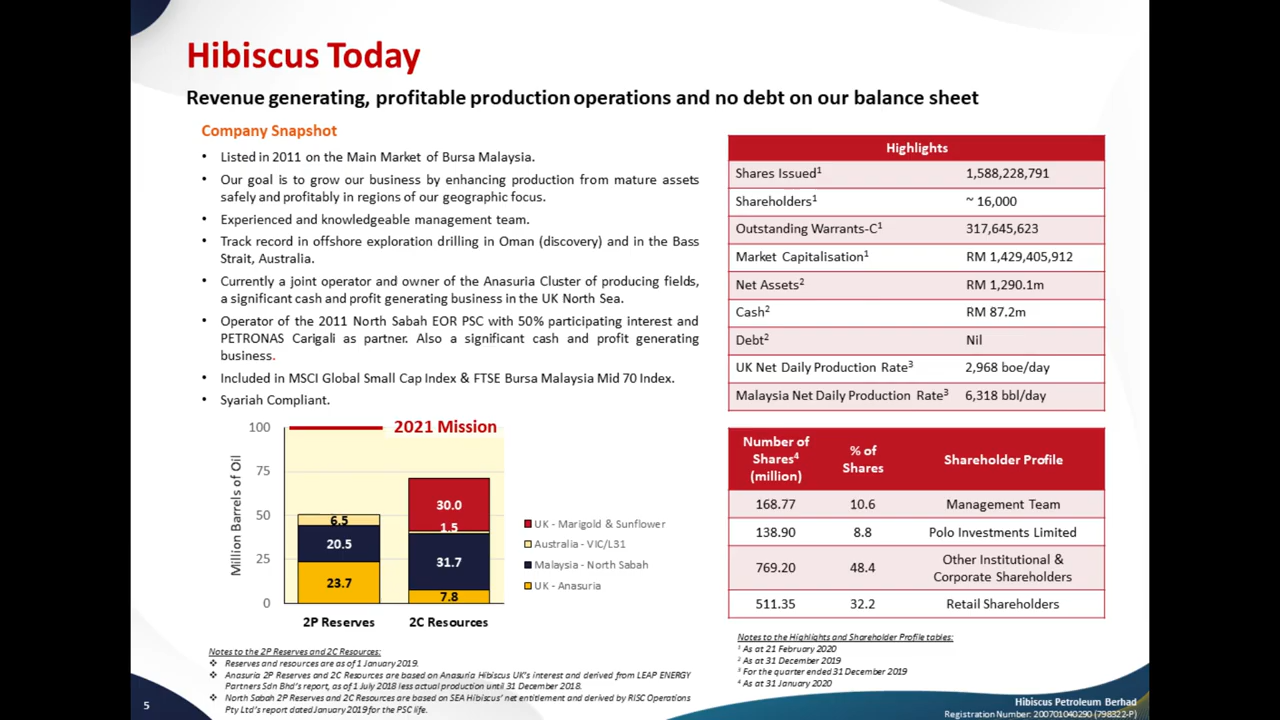 Hibiscus Today
Revenue generating, profitable production operations and no debt on our balance sheet
Company Snapshot
• Listed in 2011 on the Main Market of Bursa Malaysia.
• Our goal is to grow our business by enhancing production from mature assets
safely and profitably in regions of our geographic focus.
• Experienced and knowledgeable management team.
• Track record in offshore exploration drilling in Oman (discovery) and in the Bass
Strait, Australia.
• Currently a joint operator and owner of the Anasuria Cluster of producing fields,
a significant cash and profit generating business in the UK North Sea.
• Operator of the 2011 North Sabah EOR PSC with 50% participating interest and
PETRONAS Carigali as partner. Also a significant cash and profit generating
business.
• Included in MSCI Global Small Cap Index & FTSE Bursa Malaysia Mid 70 Index.
• Syariah Compliant.
2021 Mission
Million Barrels of Oil
100
75
50
25
0
6.5
20.5
23.7
30.0
1.5
31.7
7.8
2P Reserves
2C Resources
UK - Marigold & Sunflower
Australia - VIC/L31
Malaysia - North Sabah
UK - Anasuria
Notes to the 2P Reserves and 2C Resources:
❖ Reserves and resources are as of 1 January 2019.
❖ Anasuria 2P Reserves and 2C Resources are based on Anasuria Hibiscus UK's interest and derived from LEAP ENERGY
Partners Sdn Bhd's report, as of 1 July 2018 less actual production until 31 December 2018.
❖ North Sabah 2P Reserves and 2C Resources are based on SEA Hibiscus' net entitlement and derived by RISC Operations
Pty Ltd's report dated January 2019 for the PSC life.
Highlights
Shares Issued¹ 1,588,228,791
Shareholders¹ ~ 16,000
Outstanding Warrants-C¹ 317,645,623
Market Capitalisation¹ RM 1,429,405,912
Net Assets² RM 1,290.1m
Cash² RM 87.2m
Debt² Nil
UK Net Daily Production Rate³ 2,968 boe/day
Malaysia Net Daily Production Rate³ 6,318 bbl/day
Number of
Shares⁴
(million)
% of
Shares
Shareholder Profile
168.77 10.6 Management Team
138.90 8.8 Polo Investments Limited
769.20 48.4 Other Institutional &
Corporate Shareholders
511.35 32.2 Retail Shareholders
Notes to the Highlights and Shareholder Profile tables:
¹ As at 21 February 2020
² As at 31 December 2019
³ For the quarter ended 31 December 2019
⁴ As at 31 January 2020
5
Hibiscus Petroleum Berhad
Registration Number: 200701040290 (798322-P)